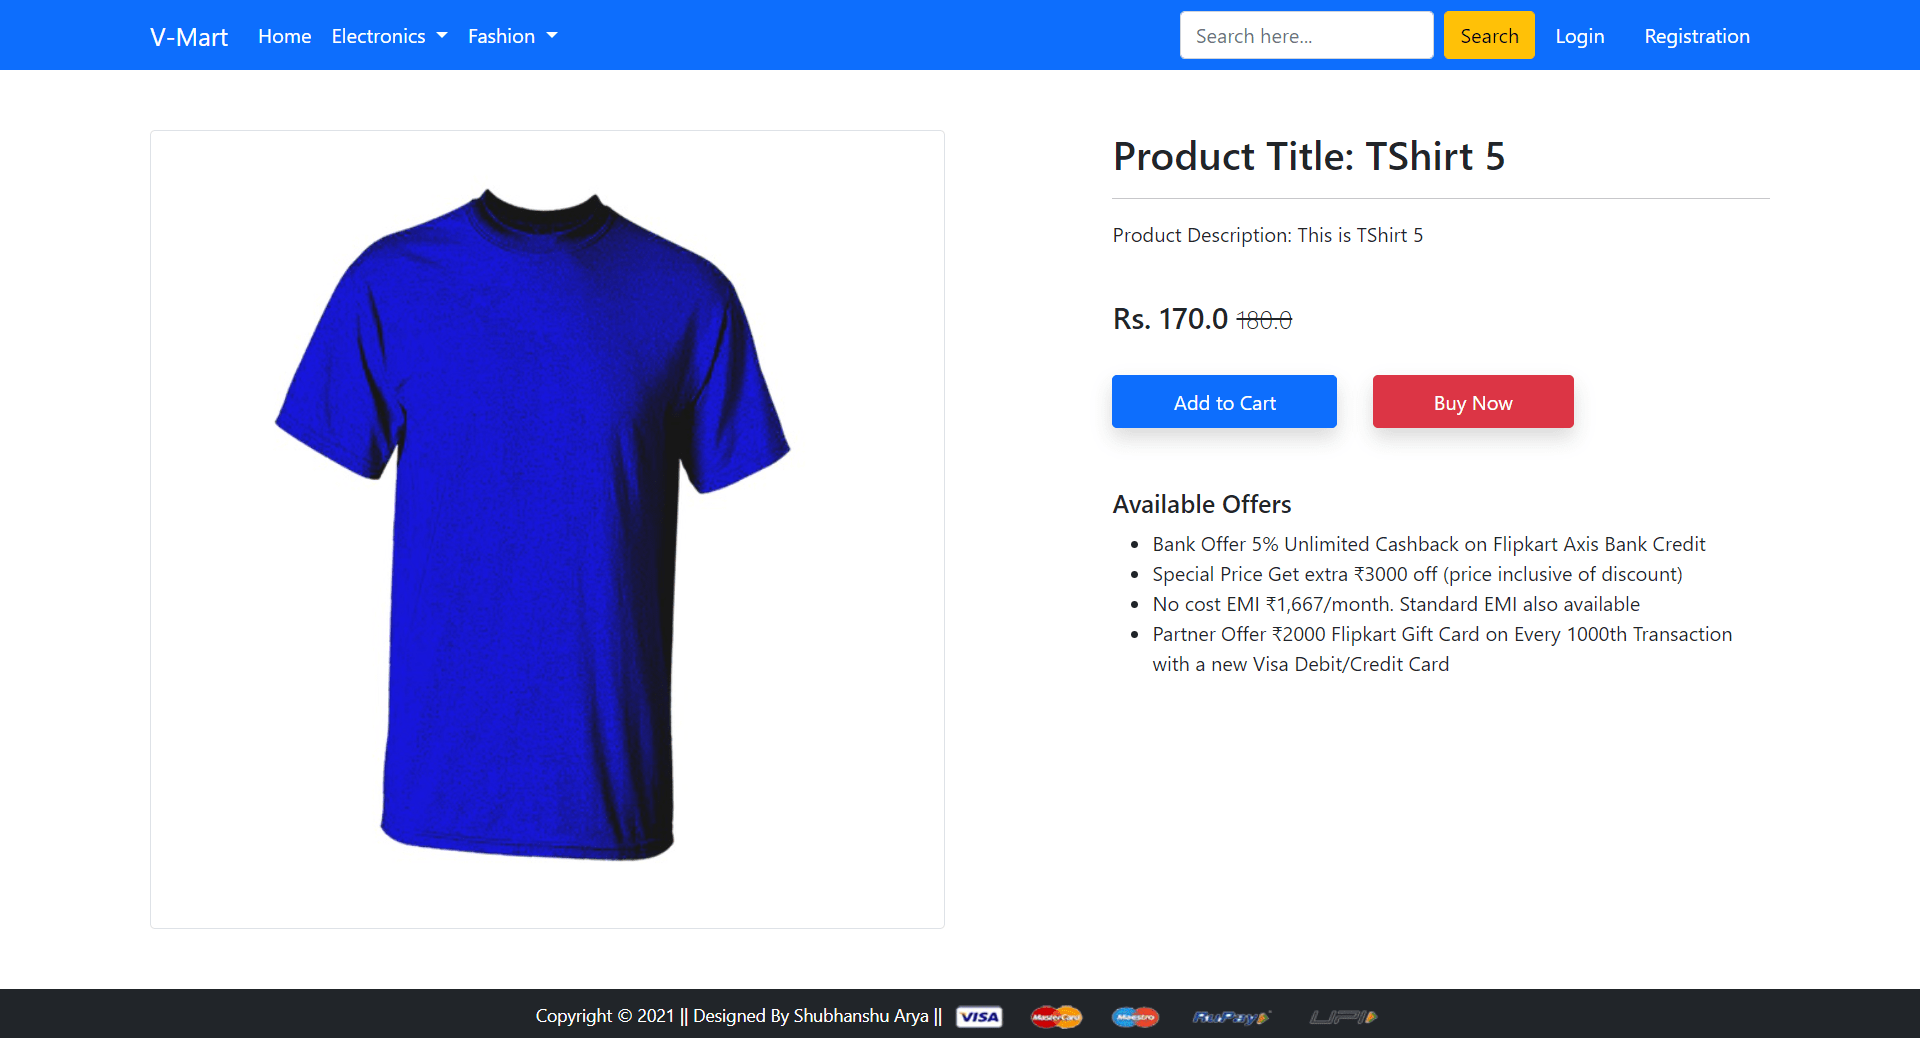 V-Mart Home Electronics Fashion Search here... Search Login Registration
Product Title: TShirt 5
Product Description: This is TShirt 5
Rs. 170.0 180.0
Add to Cart Buy Now
Available Offers
Bank Offer 5% Unlimited Cashback on Flipkart Axis Bank Credit
Special Price Get extra ₹3000 off (price inclusive of discount)
No cost EMI ₹1,667/month. Standard EMI also available
Partner Offer ₹2000 Flipkart Gift Card on Every 1000th Transaction
with a new Visa Debit/Credit Card
Copyright © 2021 || Designed By Shubhanshu Arya || VISA MasterCard Maestro RuPay UPI